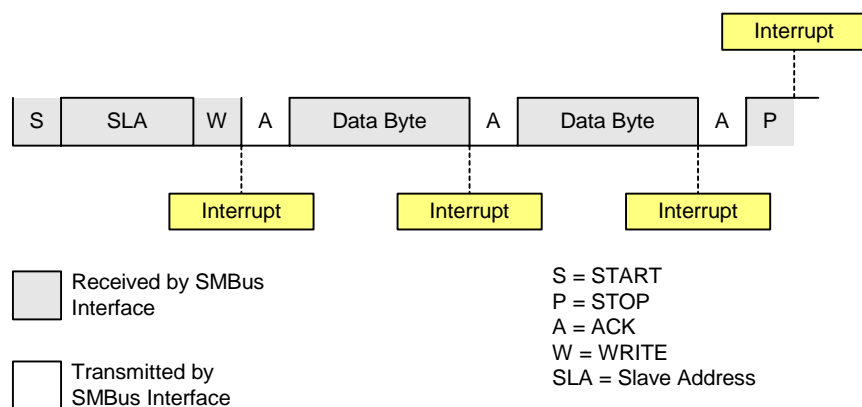 Interrupt
S SLA W A Data Byte A Data Byte A P
Interrupt Interrupt Interrupt
Received by SMBus
Interface
Transmitted by
SMBus Interface
S = START
P = STOP
A = ACK
W = WRITE
SLA = Slave Address